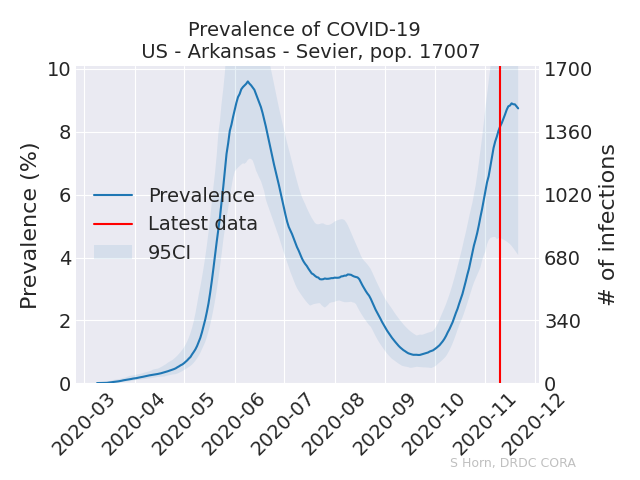 Prevalence of COVID-19
US - Arkansas - Sevier, pop. 17007
Prevalence (%)
10
8
6
4
2
0
Prevalence
Latest data
95CI
1700
1360
1020
680
340
0
# of infections
2020-03
2020-04
2020-05
2020-06
2020-07
2020-08
2020-09
2020-10
2020-11
2020-12
S Horn, DRDC CORA